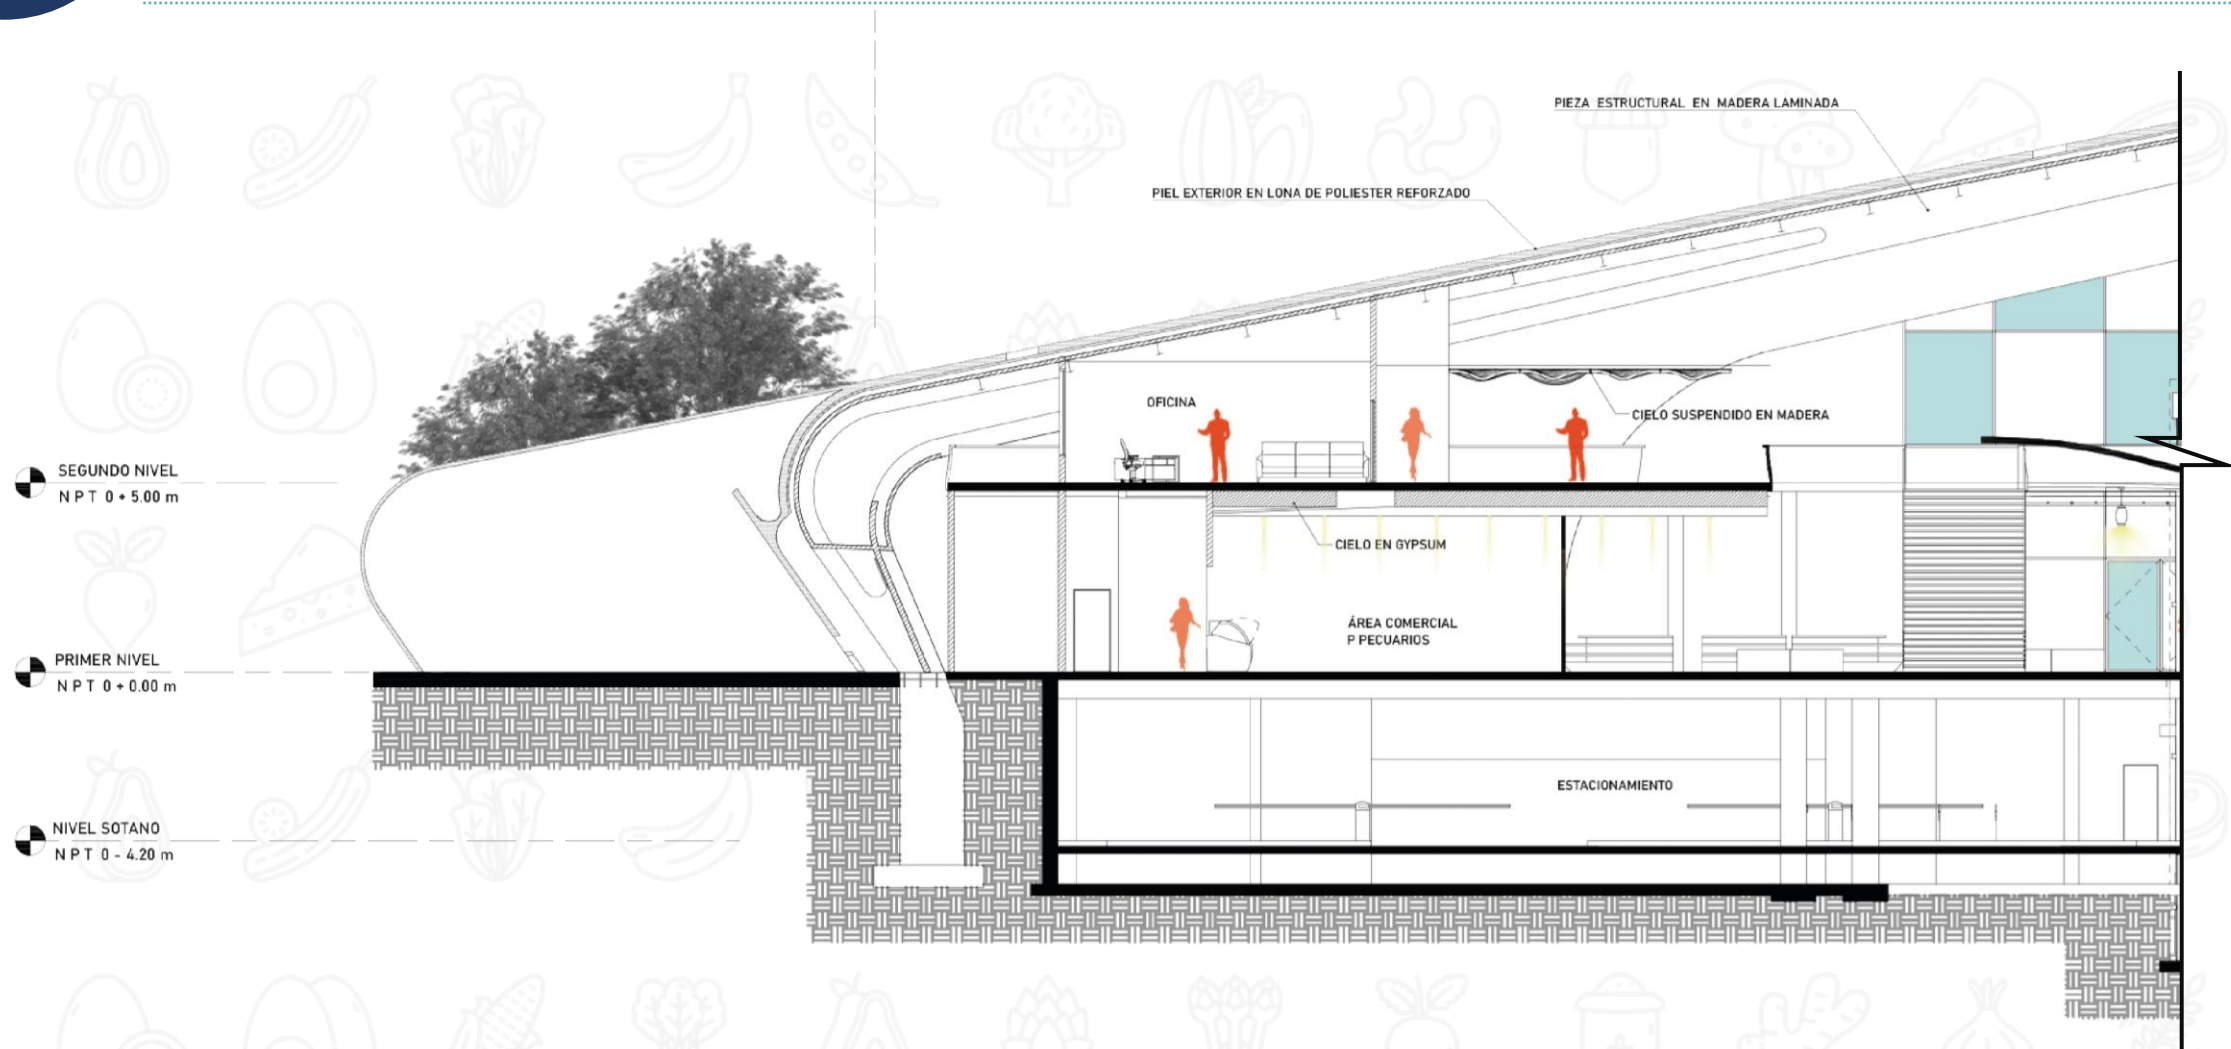 PIEZA ESTRUCTURAL EN MADERA LAMINADA
PIEL EXTERIOR EN LONA DE POLIESTER REFORZADO
OFICINA
CIELO SUSPENDIDO EN MADERA
SEGUNDO NIVEL
N P T 0 + 5.00 m
CIELO EN GYPSUM
ÁREA COMERCIAL
P PECUARIOS
PRIMER NIVEL
N P T 0 + 0.00 m
ESTACIONAMIENTO
NIVEL SOTANO
N P T 0 - 4.20 m